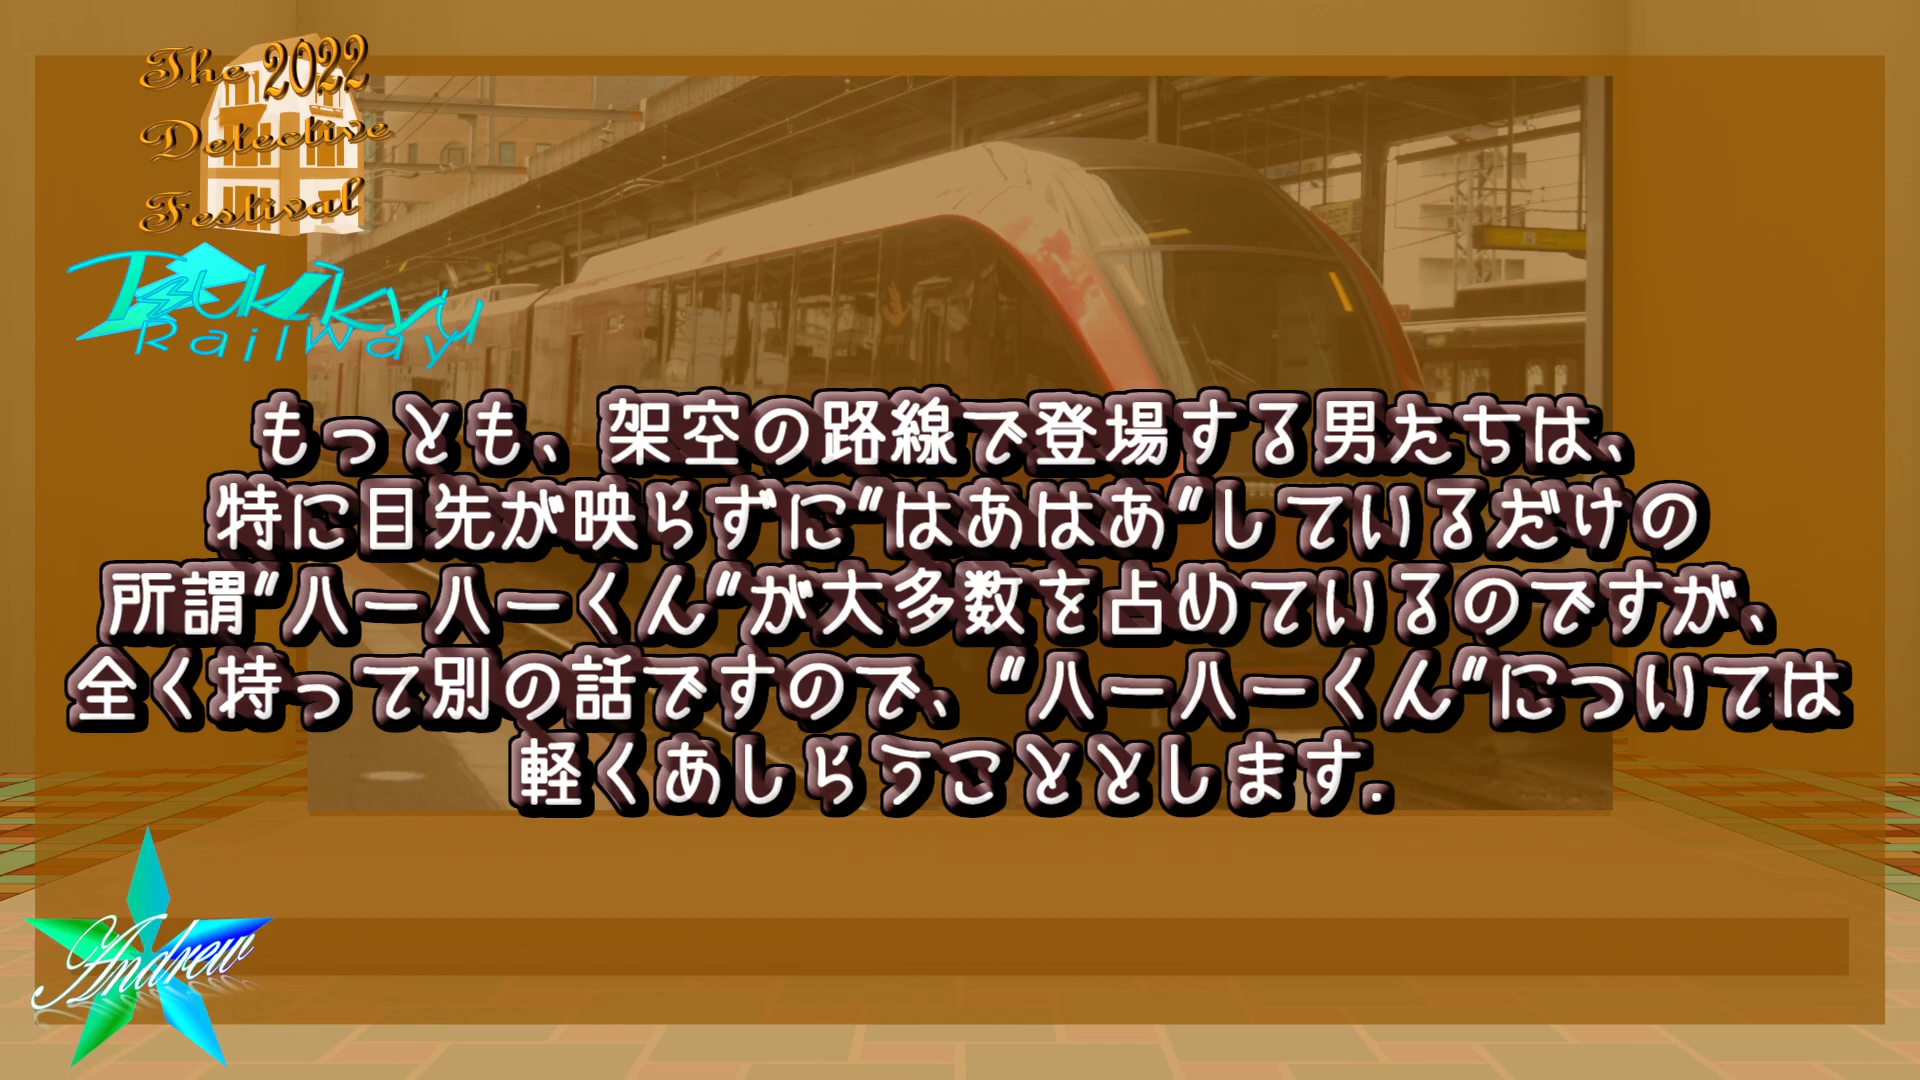 The 2022
Detective
Festival
Tsukikyu
Railway
もっとも、架空の路線で登場する男たちは、
特に目先が映らずに"はあはあ"しているだけの
所謂"ハーハーくん"が大多数を占めているのですが、
全く持って別の話ですので、"ハーハーくん"については
軽くあしらうこととします.
Andrew